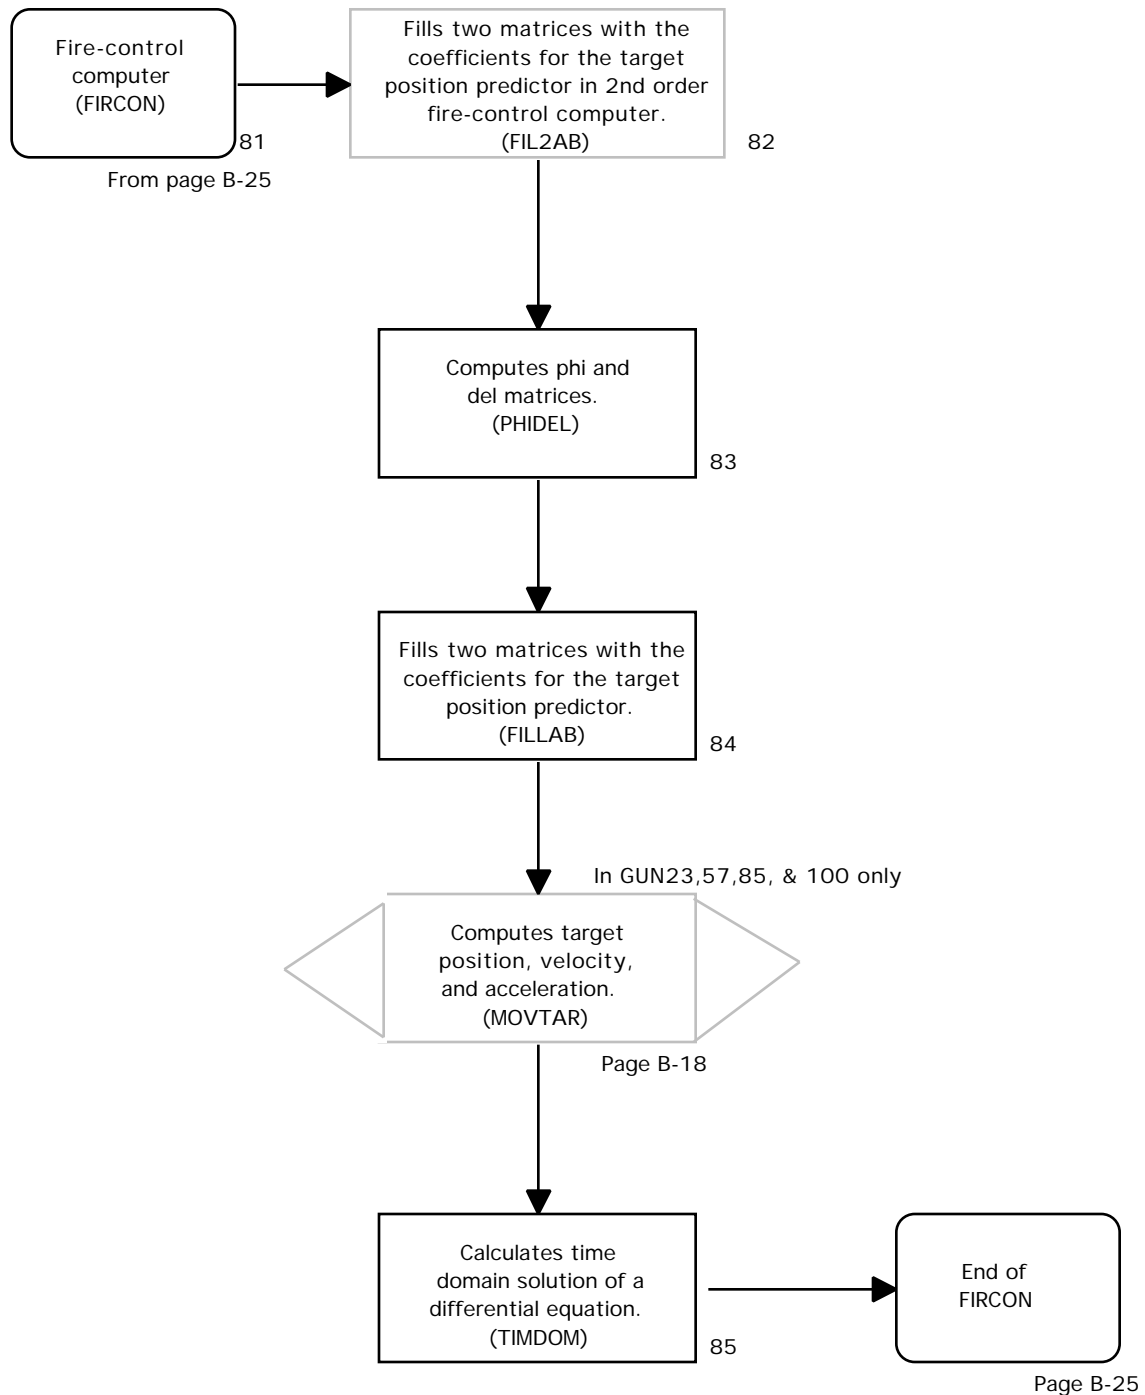 Fire-control
computer
(FIRCON)
81
From page B-25
Fills two matrices with the
coefficients for the target
position predictor in 2nd order
fire-control computer.
(FIL2AB)
82
Computes phi and
del matrices.
(PHIDEL)
83
Fills two matrices with the
coefficients for the target
position predictor.
(FILLAB)
84
In GUN23,57,85, & 100 only
Computes target
position, velocity,
and acceleration.
(MOVTAR)
Page B-18
Calculates time
domain solution of a
differential equation.
(TIMDOM)
85
End of
FIRCON
Page B-25